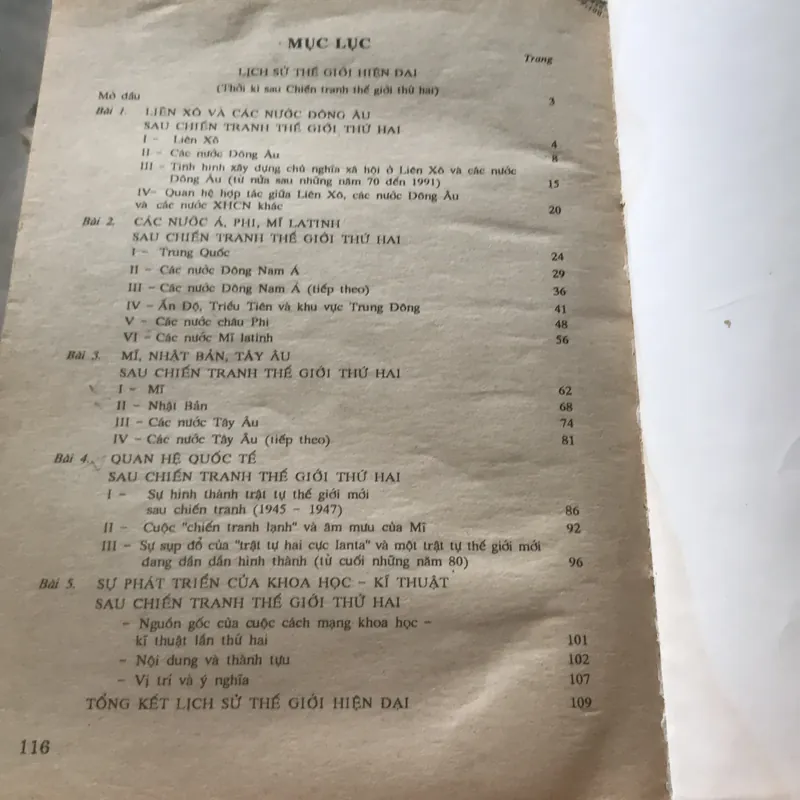 MỤC LỤC
Trang
LỊCH SỬ THẾ GIỚI HIỆN ĐẠI
(Thời kì sau Chiến tranh thế giới thứ hai)
Mở đầu 3
Bài 1. LIÊN XÔ VÀ CÁC NƯỚC ĐÔNG ÂU
SAU CHIẾN TRANH THẾ GIỚI THỨ HAI
I - Liên Xô 4
II - Các nước Đông Âu 8
III - Tình hình xây dựng chủ nghĩa xã hội ở Liên Xô và các nước
Đông Âu (từ nửa sau những năm 70 đến 1991) 15
IV- Quan hệ hợp tác giữa Liên Xô, các nước Đông Âu
và các nước XHCN khác 20
Bài 2. CÁC NƯỚC Á, PHI, MĨ LATINH
SAU CHIẾN TRANH THẾ GIỚI THỨ HAI
I - Trung Quốc 24
II - Các nước Đông Nam Á 29
III - Các nước Đông Nam Á (tiếp theo) 36
IV - Ấn Độ, Triều Tiên và khu vực Trung Đông 41
V - Các nước châu Phi 48
VI - Các nước Mĩ latinh 56
Bài 3. MĨ, NHẬT BẢN, TÂY ÂU
SAU CHIẾN TRANH THẾ GIỚI THỨ HAI
I - Mĩ 62
II - Nhật Bản 68
III - Các nước Tây Âu 74
IV - Các nước Tây Âu (tiếp theo) 81
Bài 4. QUAN HỆ QUỐC TẾ
SAU CHIẾN TRANH THẾ GIỚI THỨ HAI
I - Sự hình thành trật tự thế giới mới
sau chiến tranh (1945 - 1947) 86
II - Cuộc "chiến tranh lạnh" và âm mưu của Mĩ 92
III - Sự sụp đổ của "trật tự hai cực Ianta" và một trật tự thế giới mới
đang dần dần hình thành (từ cuối những năm 80) 96
Bài 5. SỰ PHÁT TRIỂN CỦA KHOA HỌC - KĨ THUẬT
SAU CHIẾN TRANH THẾ GIỚI THỨ HAI
- Nguồn gốc của cuộc cách mạng khoa học -
kĩ thuật lần thứ hai 101
- Nội dung và thành tựu 102
- Vị trí và ý nghĩa 107
TỔNG KẾT LỊCH SỬ THẾ GIỚI HIỆN ĐẠI 109
116